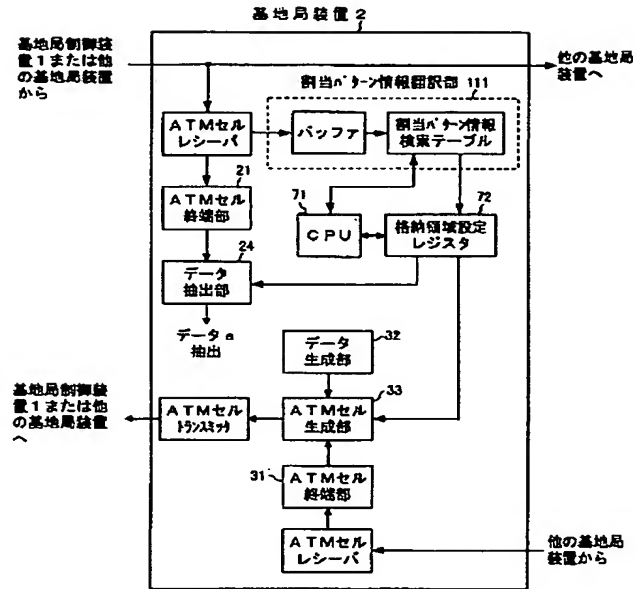 基地局装置2
基地局制御装
置1または他
の基地局装置
から
他の基地局
装置へ
割当パターン情報翻訳部 111
ATMセル
レシーバ
バッファ
割当パターン情報
検索テーブル
21
ATMセル
終端部
71
CPU
72
格納領域設定
レジスタ
24
データ
抽出部
データa
抽出
32
データ
生成部
基地局制御装
置1または他
の基地局装置
へ
ATMセル
トランスミッタ
33
ATMセル
生成部
31
ATMセル
終端部
ATMセル
レシーバ
他の基地局
装置から